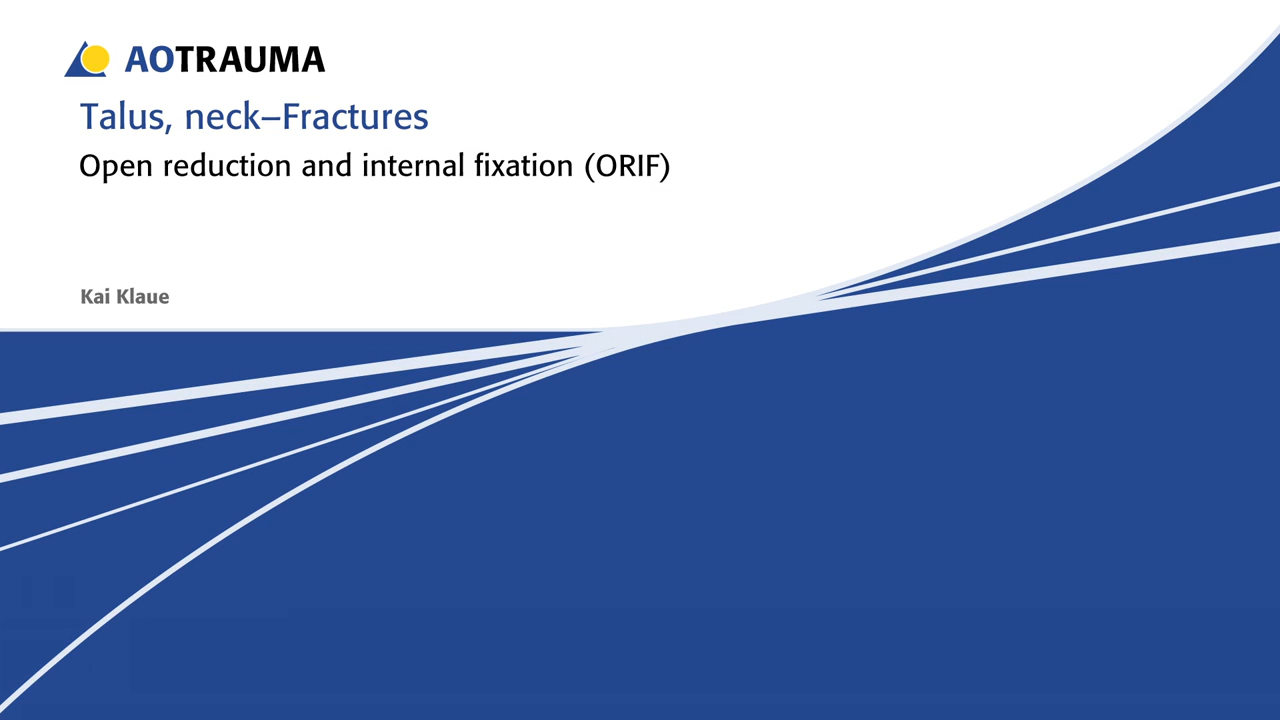 AOTRAUMA
Talus, neck–Fractures
Open reduction and internal fixation (ORIF)
Kai Klaue